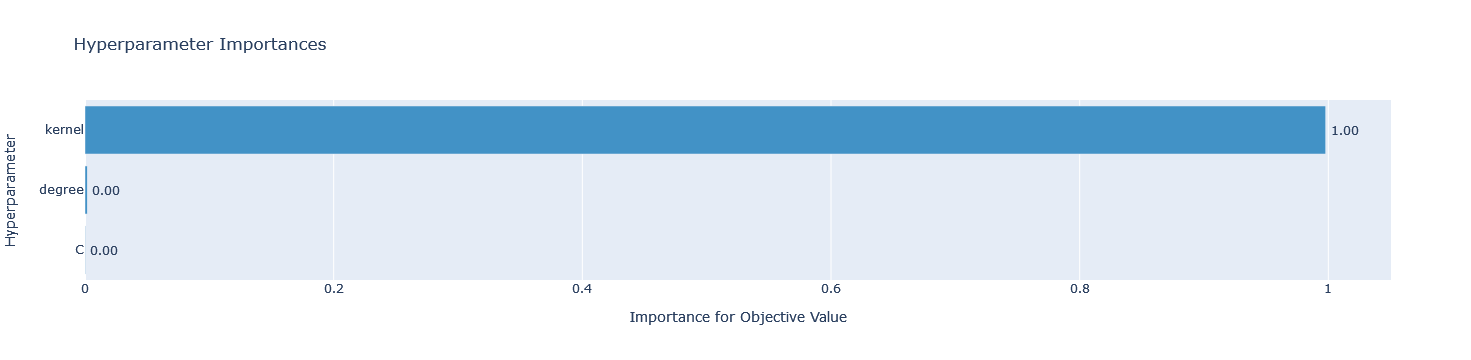 Hyperparameter Importances
Hyperparameter
kernel
1.00
degree
0.00
C
0.00
0 0.2 0.4 0.6 0.8 1
Importance for Objective Value